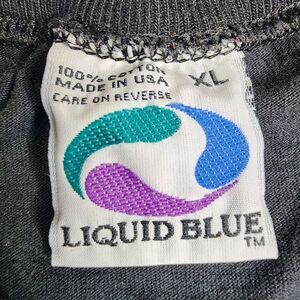 100% COTTON
MADE IN USA XL
CARE ON REVERSE
LIQUID BLUE
TM